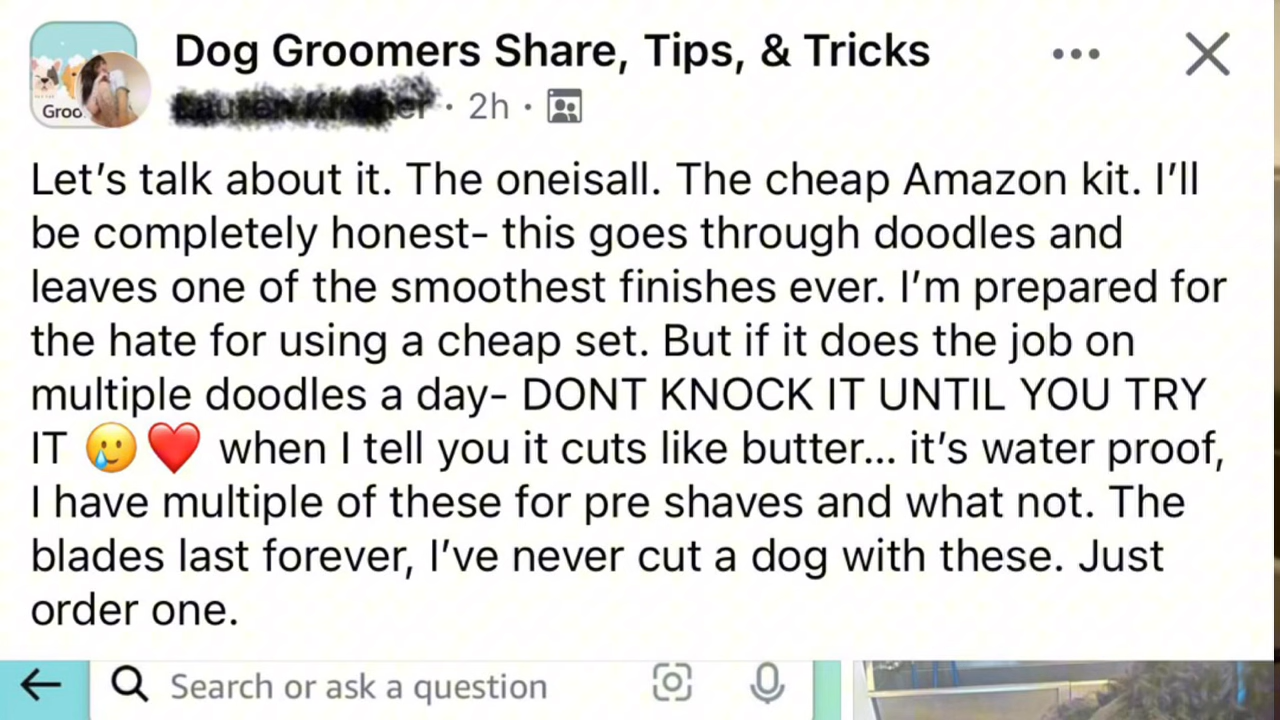 Dog Groomers Share, Tips, & Tricks
· 2h ·
Groo
Let's talk about it. The oneisall. The cheap Amazon kit. I'll
be completely honest- this goes through doodles and
leaves one of the smoothest finishes ever. I'm prepared for
the hate for using a cheap set. But if it does the job on
multiple doodles a day- DONT KNOCK IT UNTIL YOU TRY
IT 🥲❤️ when I tell you it cuts like butter... it's water proof,
I have multiple of these for pre shaves and what not. The
blades last forever, I've never cut a dog with these. Just
order one.
Search or ask a question